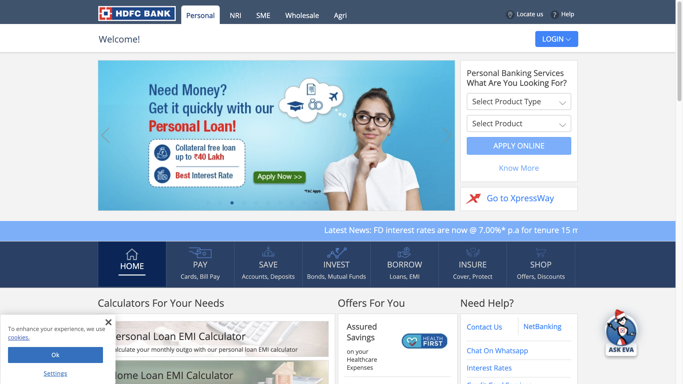 HDFC BANK
Personal
NRI
SME
Wholesale
Agri
Locate us
Help
Welcome!
LOGIN
Need Money?
Get it quickly with our
Personal Loan!
Collateral free loan
up to ₹40 Lakh
Best Interest Rate
Apply Now >>
*T&C apply
Personal Banking Services
What Are You Looking For?
Select Product Type
Select Product
APPLY ONLINE
Know More
Go to XpressWay
Latest News: FD interest rates are now @ 7.00%* p.a for tenure 15 m
HOME
PAY
Cards, Bill Pay
SAVE
Accounts, Deposits
INVEST
Bonds, Mutual Funds
BORROW
Loans, EMI
INSURE
Cover, Protect
SHOP
Offers, Discounts
Calculators For Your Needs
Personal Loan EMI Calculator
Calculate your monthly outgo with our personal loan EMI calculator
Home Loan EMI Calculator
Offers For You
Assured
Savings
on your
Healthcare
Expenses
HEALTH
FIRST
Need Help?
Contact Us
NetBanking
Chat On Whatsapp
Interest Rates
ASK EVA
To enhance your experience, we use
cookies.
Ok
Settings